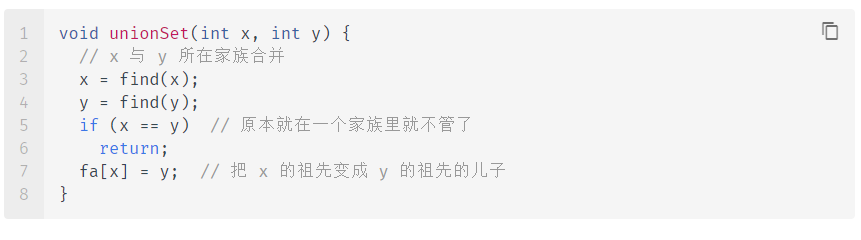 1 void unionSet(int x, int y) {
2   // x 与 y 所在家族合并
3   x = find(x);
4   y = find(y);
5   if (x == y)  // 原本就在一个家族里就不管了
6     return;
7   fa[x] = y;  // 把 x 的祖先变成 y 的祖先的儿子
8 }